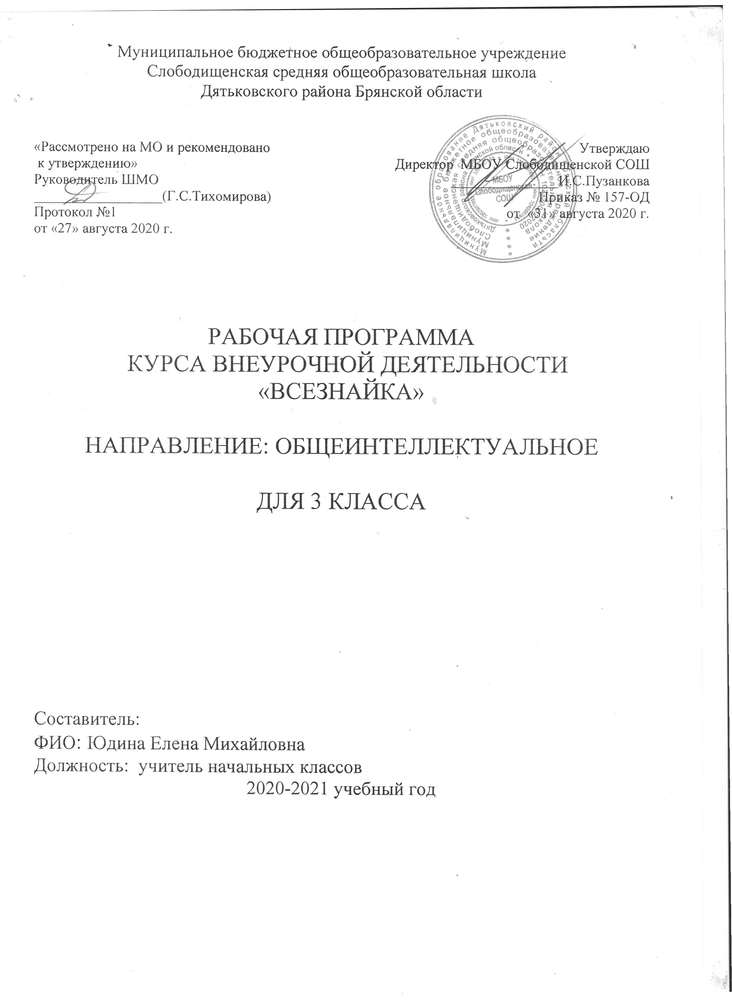 Муниципальное бюджетное общеобразовательное учреждение
Слободищенская средняя общеобразовательная школа
Дятьковского района Брянской области
«Рассмотрено на МО и рекомендовано
к утверждению»
Руководитель ШМО
___________________(Г.С.Тихомирова)
Протокол №1
от «27» августа 2020 г.
Утверждаю
Директор МБОУ Слободищенской СОШ
________________И.С.Пузанкова
Приказ № 157-ОД
от «31» августа 2020 г.
МБОУ
Слободищенская
СОШ
РАБОЧАЯ ПРОГРАММА
КУРСА ВНЕУРОЧНОЙ ДЕЯТЕЛЬНОСТИ
«ВСЕЗНАЙКА»
НАПРАВЛЕНИЕ: ОБЩЕИНТЕЛЛЕКТУАЛЬНОЕ
ДЛЯ 3 КЛАССА
Составитель:
ФИО: Юдина Елена Михайловна
Должность: учитель начальных классов
2020-2021 учебный год